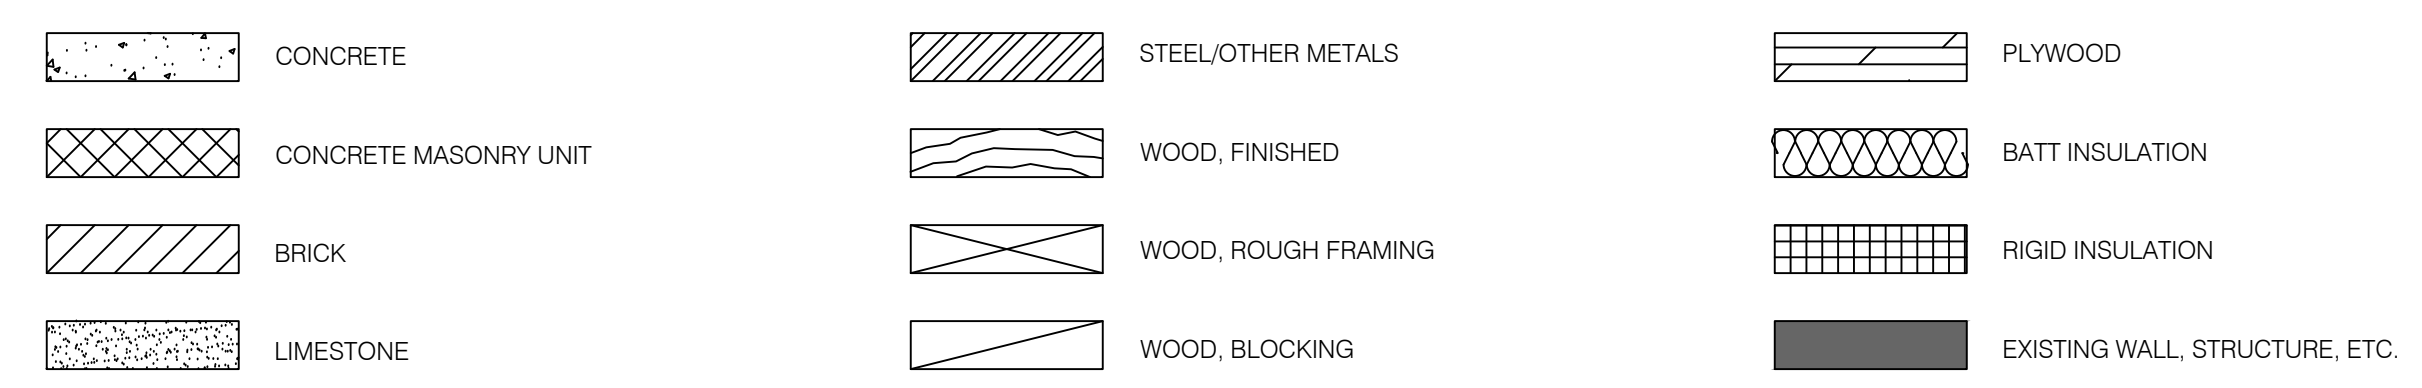 CONCRETE
CONCRETE MASONRY UNIT
BRICK
LIMESTONE
STEEL/OTHER METALS
WOOD, FINISHED
WOOD, ROUGH FRAMING
WOOD, BLOCKING
PLYWOOD
BATT INSULATION
RIGID INSULATION
EXISTING WALL, STRUCTURE, ETC.